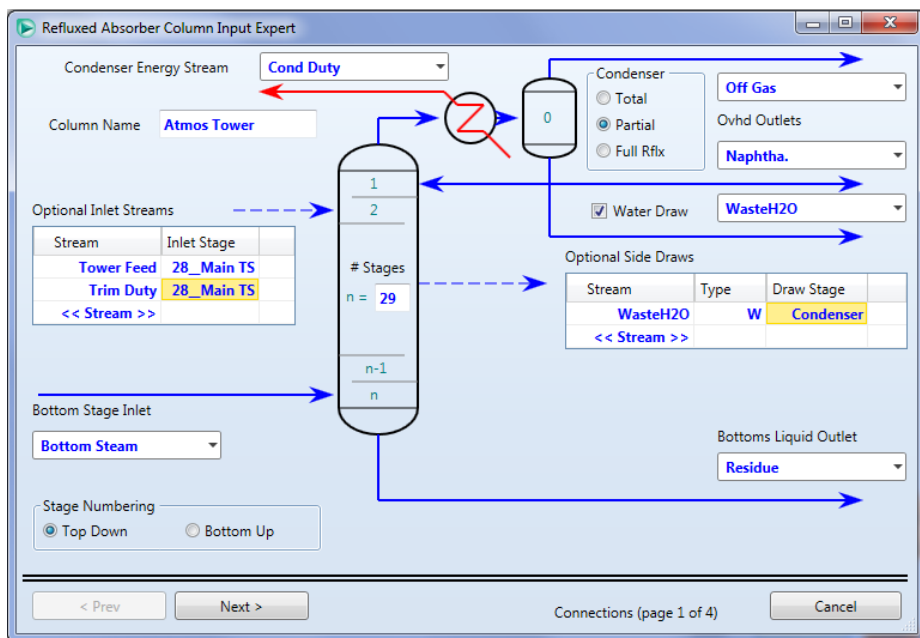 Refluxed Absorber Column Input Expert
Condenser Energy Stream
Cond Duty
Column Name
Atmos Tower
0
Condenser
Total
Partial
Full Rflx
Off Gas
Ovhd Outlets
Naphtha.
Water Draw
WasteH2O
Optional Inlet Streams
Stream Inlet Stage
Tower Feed 28__Main TS
Trim Duty 28__Main TS
<< Stream >>
1
2
# Stages
n = 29
n-1
n
Optional Side Draws
Stream Type Draw Stage
WasteH2O W Condenser
<< Stream >>
Bottom Stage Inlet
Bottom Steam
Bottoms Liquid Outlet
Residue
Stage Numbering
Top Down Bottom Up
< Prev Next > Connections (page 1 of 4) Cancel